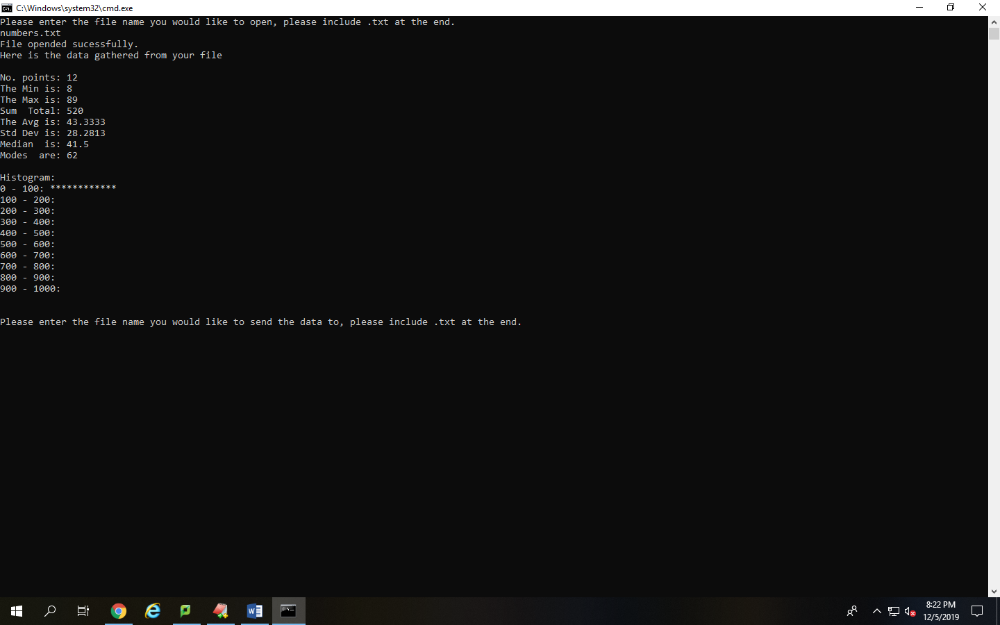 C:\Windows\system32\cmd.exe
Please enter the file name you would like to open, please include .txt at the end.
numbers.txt
File opended sucessfully.
Here is the data gathered from your file
No. points: 12
The Min is: 8
The Max is: 89
Sum  Total: 520
The Avg is: 43.3333
Std Dev is: 28.2813
Median  is: 41.5
Modes  are: 62
Histogram:
0 - 100: ************
100 - 200:
200 - 300:
300 - 400:
400 - 500:
500 - 600:
600 - 700:
700 - 800:
800 - 900:
900 - 1000:
Please enter the file name you would like to send the data to, please include .txt at the end.
8:22 PM
12/5/2019